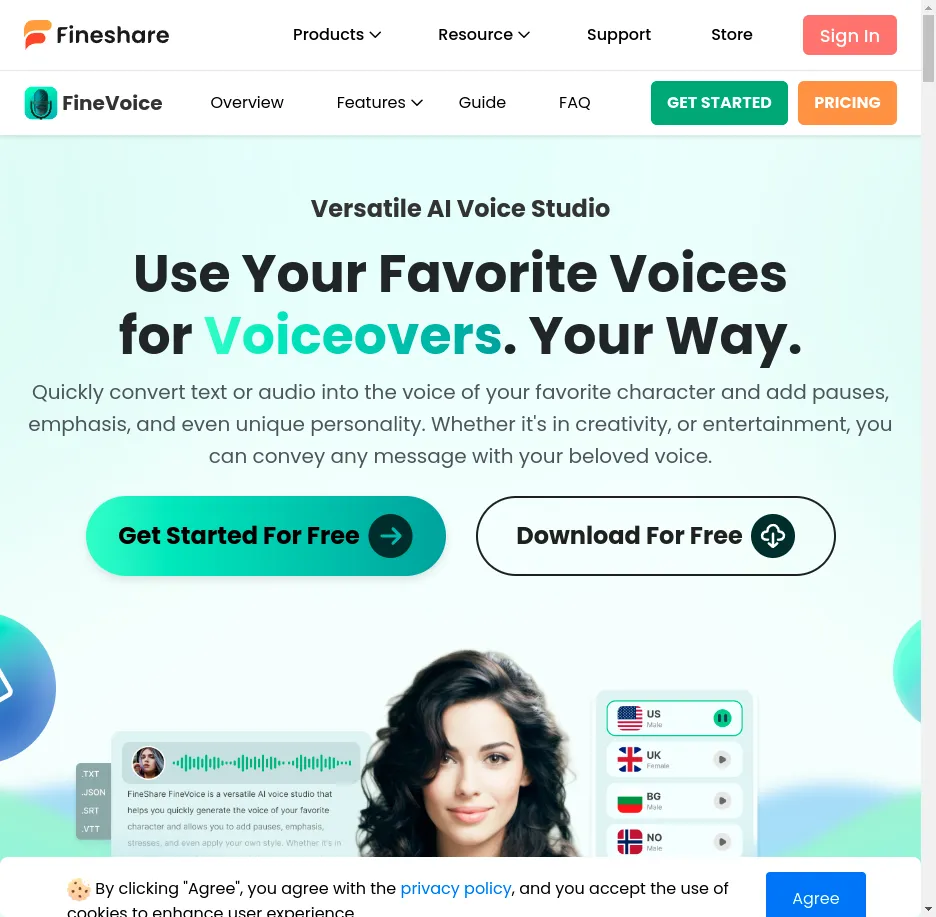 Fineshare
Products
Resource
Support
Store
Sign In
FineVoice
Overview
Features
Guide
FAQ
GET STARTED
PRICING
Versatile AI Voice Studio
Use Your Favorite Voices
for Voiceovers. Your Way.
Quickly convert text or audio into the voice of your favorite character and add pauses,
emphasis, and even unique personality. Whether it's in creativity, or entertainment, you
can convey any message with your beloved voice.
Get Started For Free
Download For Free
.TXT
.JSON
.SRT
.VTT
FineShare FineVoice is a versatile AI voice studio that
helps you quickly generate the voice of your favorite
character and allows you to add pauses, emphasis,
stresses, and even apply your own style. Whether it's in
US
Male
UK
Female
BG
Male
NO
Male
By clicking "Agree", you agree with the privacy policy, and you accept the use of
cookies to enhance user experience
Agree